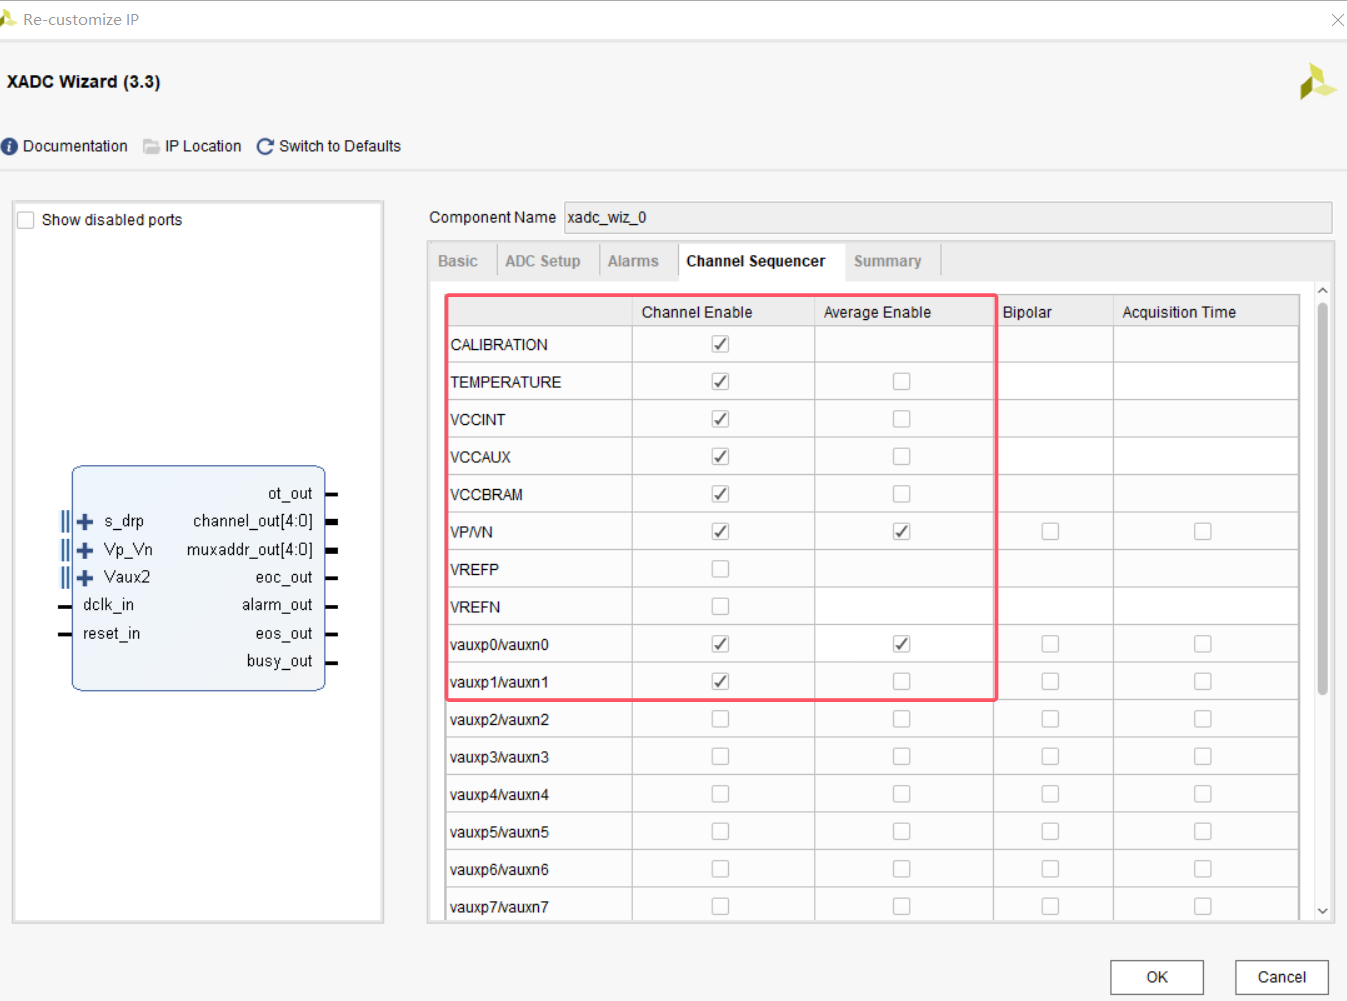 Re-customize IP
XADC Wizard (3.3)
Documentation IP Location Switch to Defaults
Show disabled ports
ot_out
s_drp channel_out[4:0]
Vp_Vn muxaddr_out[4:0]
Vaux2 eoc_out
dclk_in alarm_out
reset_in eos_out
busy_out
Component Name xadc_wiz_0
Basic ADC Setup Alarms Channel Sequencer Summary
Channel Enable Average Enable Bipolar Acquisition Time
CALIBRATION
TEMPERATURE
VCCINT
VCCAUX
VCCBRAM
VP/VN
VREFP
VREFN
vauxp0/vauxn0
vauxp1/vauxn1
vauxp2/vauxn2
vauxp3/vauxn3
vauxp4/vauxn4
vauxp5/vauxn5
vauxp6/vauxn6
vauxp7/vauxn7
OK Cancel